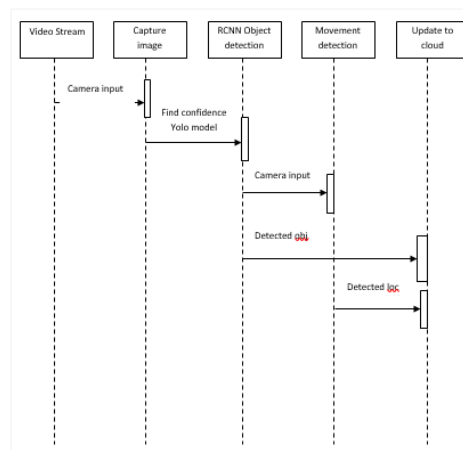 Video Stream
Capture
image
RCNN Object
detection
Movement
detection
Update to
cloud
Camera input
Find confidence
Yolo model
Camera input
Detected obj
Detected loc